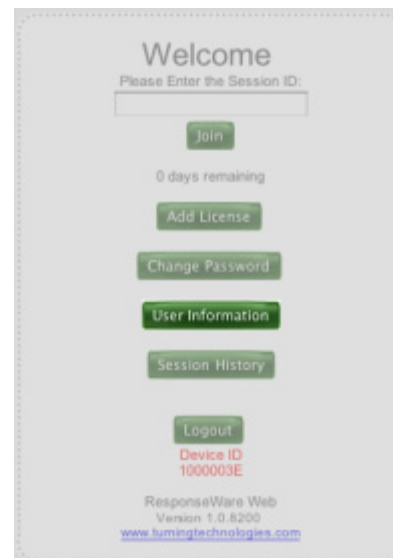 Welcome
Please Enter the Session ID:
Join
0 days remaining
Add License
Change Password
User Information
Session History
Logout
Device ID
1000003E
ResponseWare Web
Version 1.0.8200
www.turningtechnologies.com